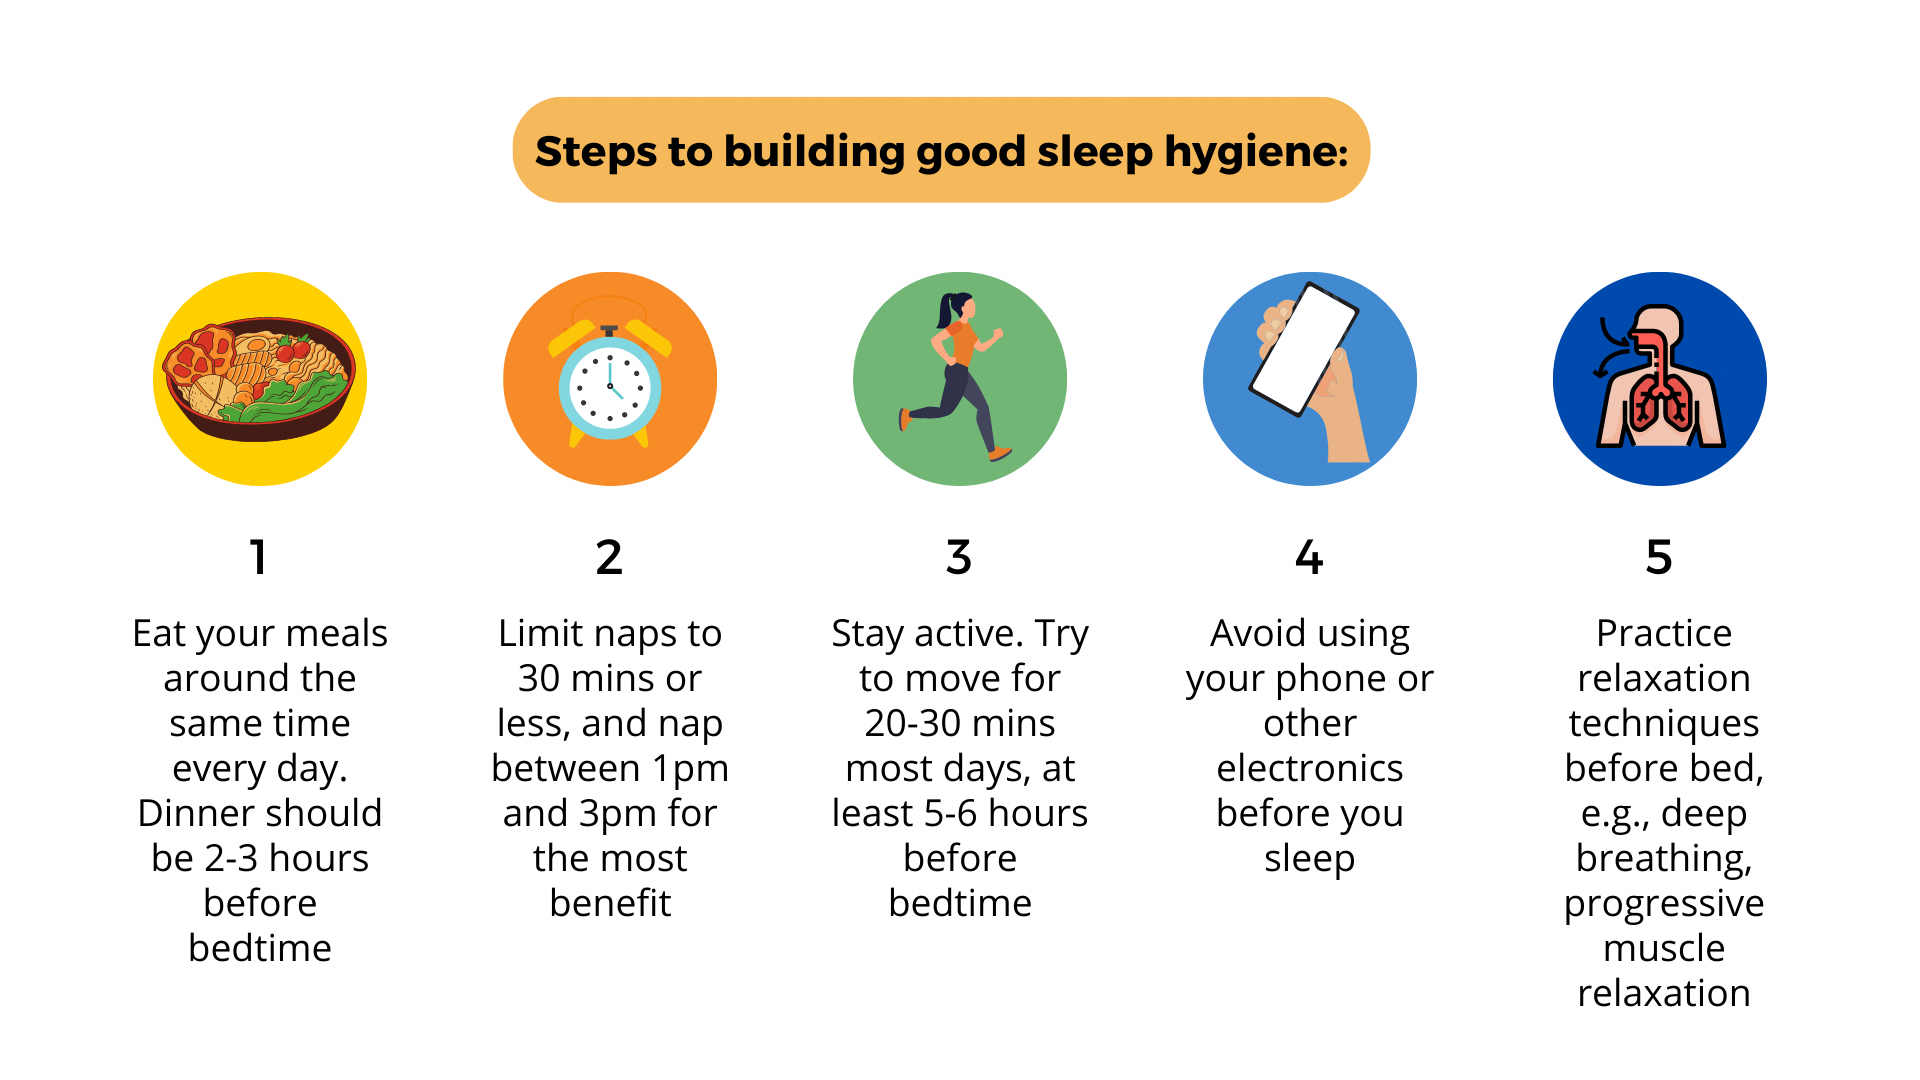 Steps to building good sleep hygiene:
1
Eat your meals
around the
same time
every day.
Dinner should
be 2-3 hours
before
bedtime
2
Limit naps to
30 mins or
less, and nap
between 1pm
and 3pm for
the most
benefit
3
Stay active. Try
to move for
20-30 mins
most days, at
least 5-6 hours
before
bedtime
4
Avoid using
your phone or
other
electronics
before you
sleep
5
Practice
relaxation
techniques
before bed,
e.g., deep
breathing,
progressive
muscle
relaxation